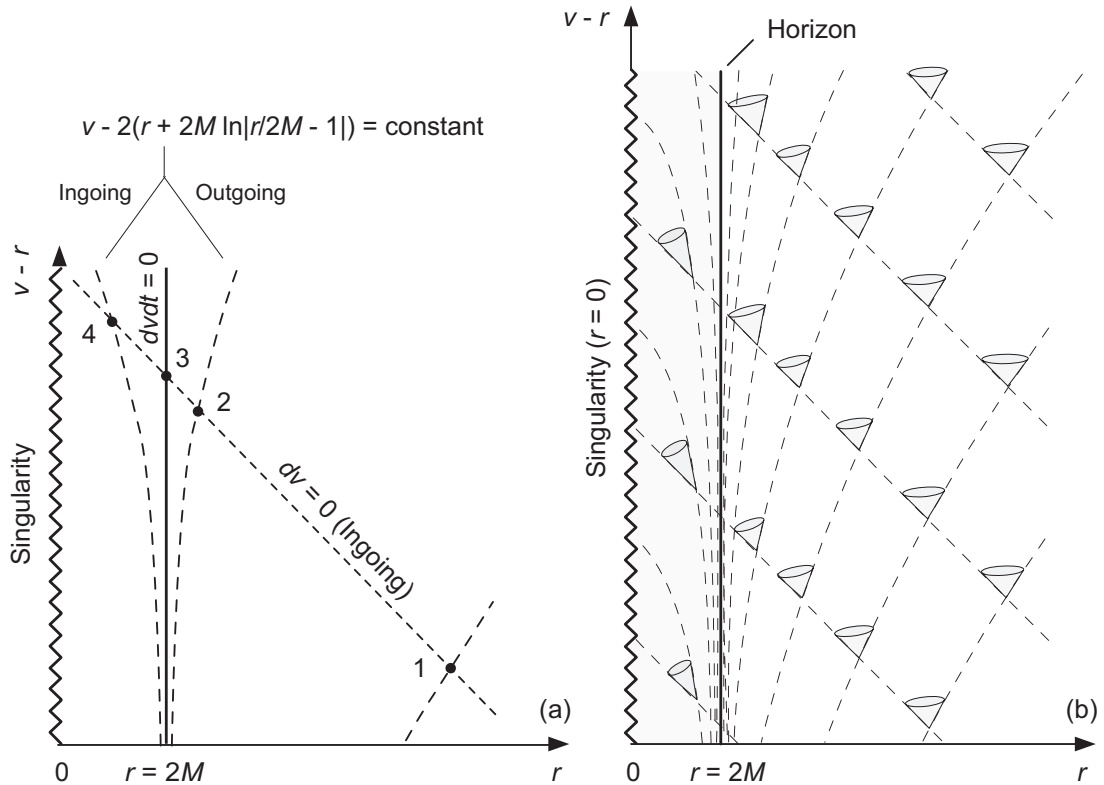 v - 2(r + 2M ln|r/2M - 1|) = constant
Ingoing
Outgoing
v - r
Singularity
dvdt = 0
4
3
2
dv = 0 (Ingoing)
1
(a)
0
r = 2M
r
v - r
Horizon
Singularity (r = 0)
(b)
0
r = 2M
r